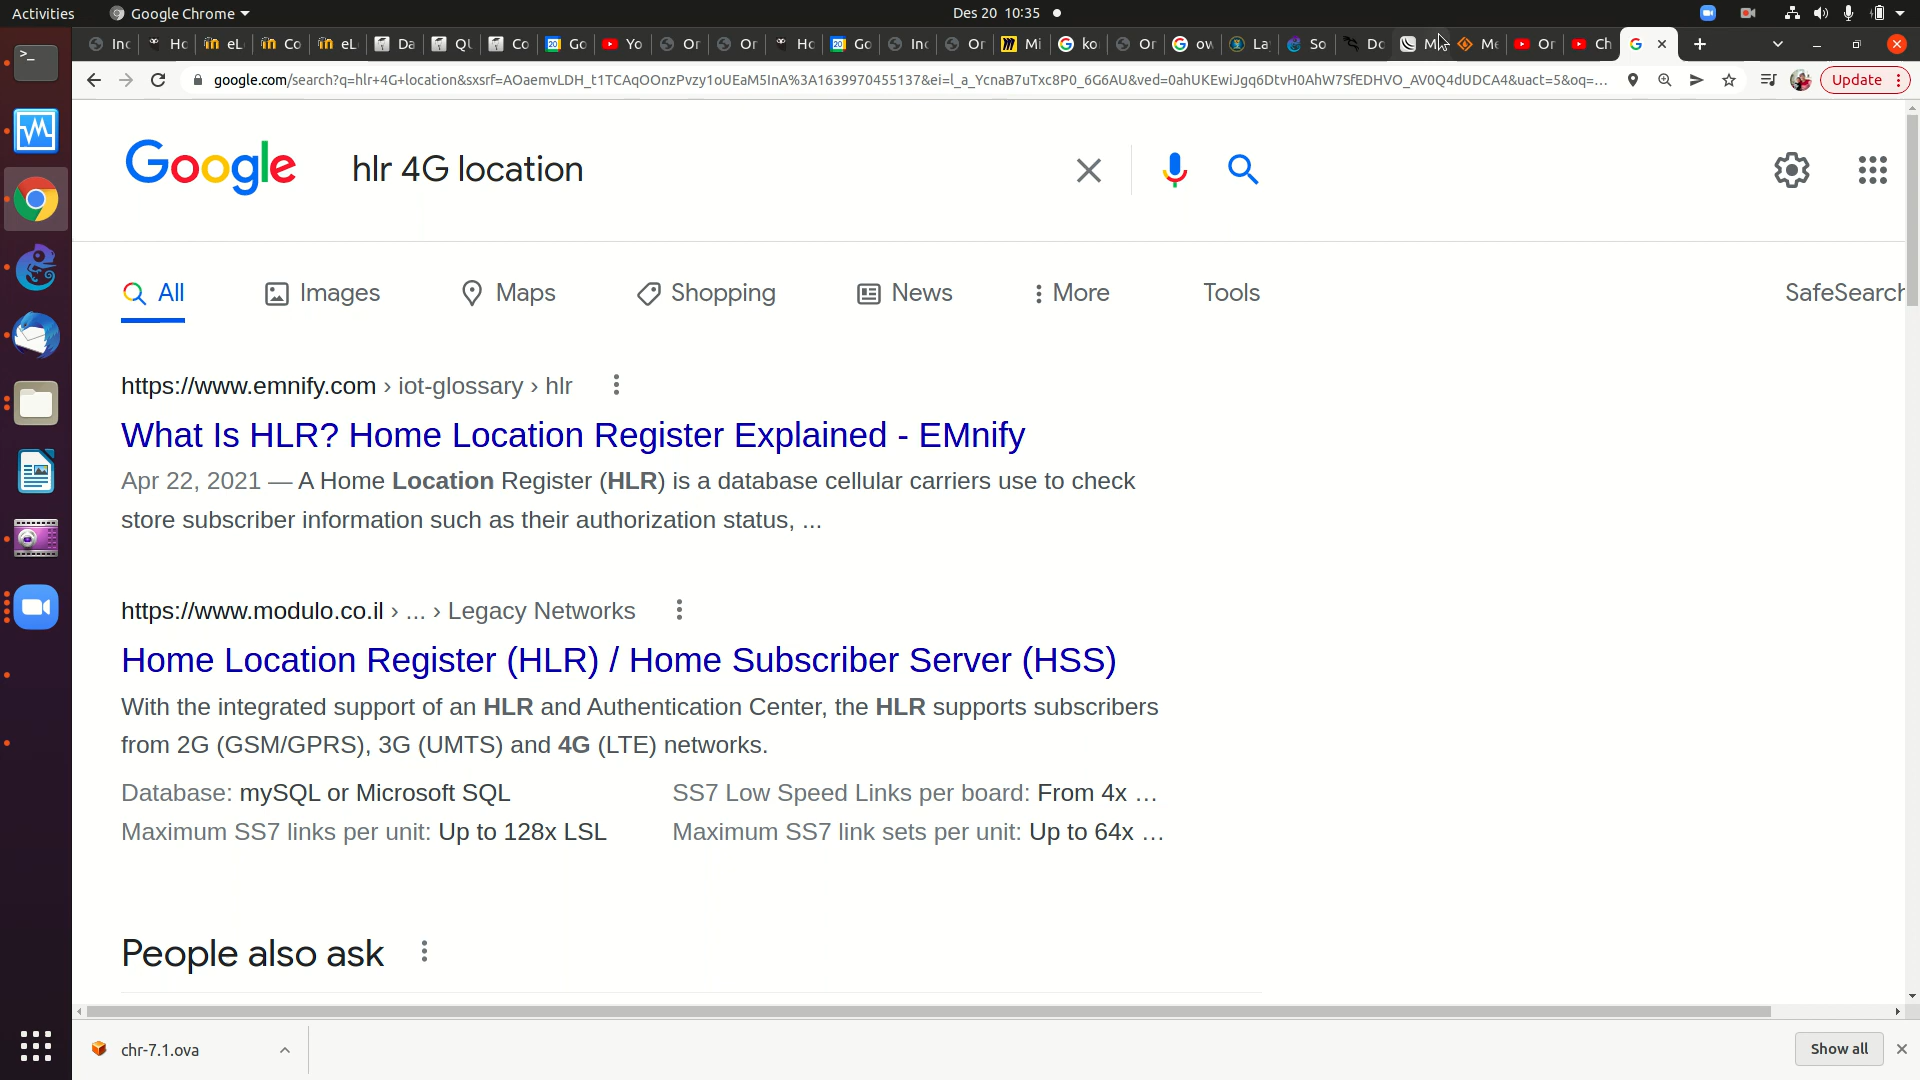 Activities
Google Chrome
Des 20 10:35
google.com/search?q=hlr+4G+location&sxsrf=AOaemvLDH_t1TCAqOOnzPvzy1oUEaM5InA%3A1639970455137&ei=l_a_YcnaB7uTxc8P0_6G6AU&ved=0ahUKEwiJgq6DtvH0AhW7SfEDHVO_AV0Q4dUDCA4&uact=5&oq=...
Update
Google
hlr 4G location
All
Images
Maps
Shopping
News
More
Tools
SafeSearch
https://www.emnify.com › iot-glossary › hlr
What Is HLR? Home Location Register Explained - EMnify
Apr 22, 2021 — A Home Location Register (HLR) is a database cellular carriers use to check
store subscriber information such as their authorization status, ...
https://www.modulo.co.il › ... › Legacy Networks
Home Location Register (HLR) / Home Subscriber Server (HSS)
With the integrated support of an HLR and Authentication Center, the HLR supports subscribers
from 2G (GSM/GPRS), 3G (UMTS) and 4G (LTE) networks.
Database: mySQL or Microsoft SQL
SS7 Low Speed Links per board: From 4x ...
Maximum SS7 links per unit: Up to 128x LSL
Maximum SS7 link sets per unit: Up to 64x ...
People also ask
chr-7.1.ova
Show all